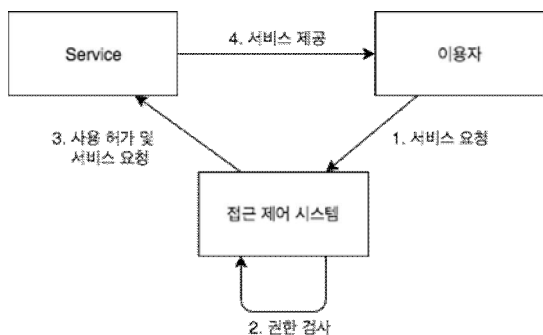 4. 서비스 제공
Service
이용자
3. 사용 허가 및
서비스 요청
1. 서비스 요청
접근 제어 시스템
2. 권한 검사